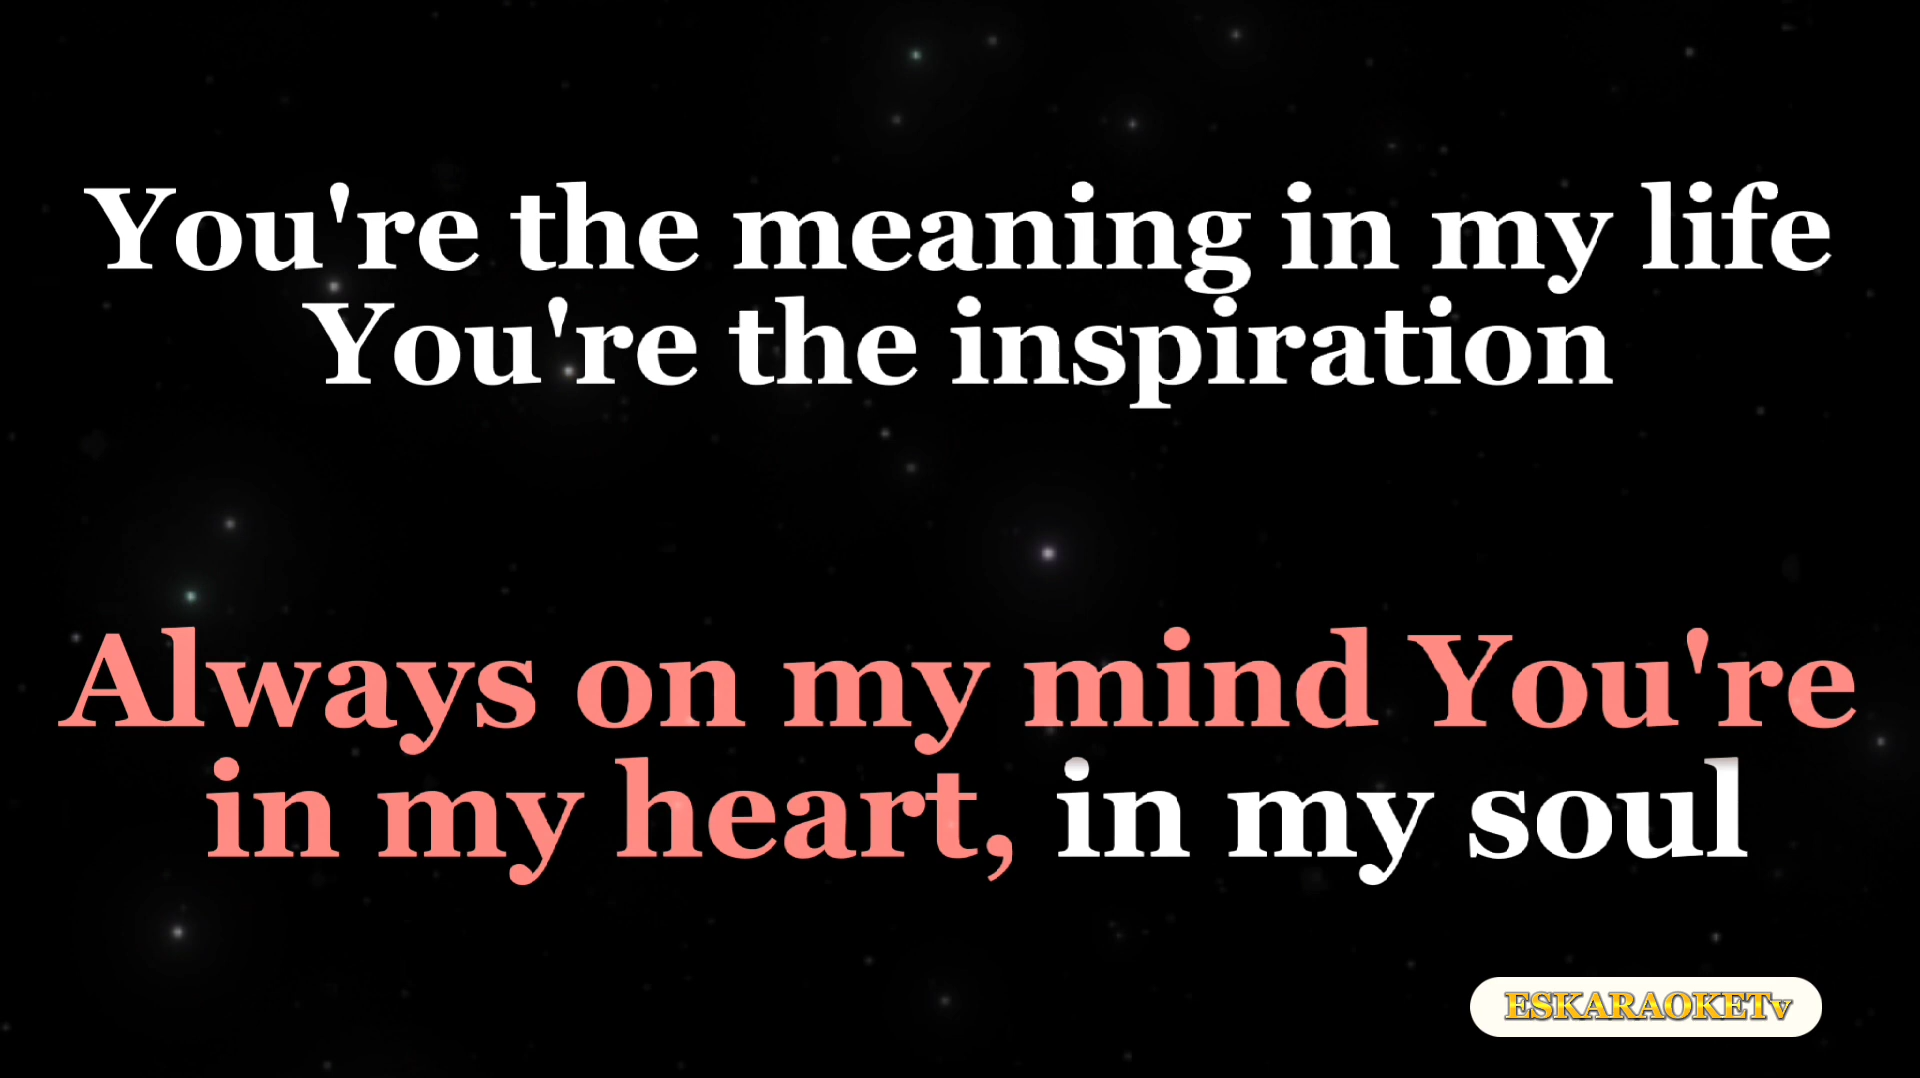 You're the meaning in my life
You're the inspiration
Always on my mind You're
in my heart, in my soul
ESKARAOKETv